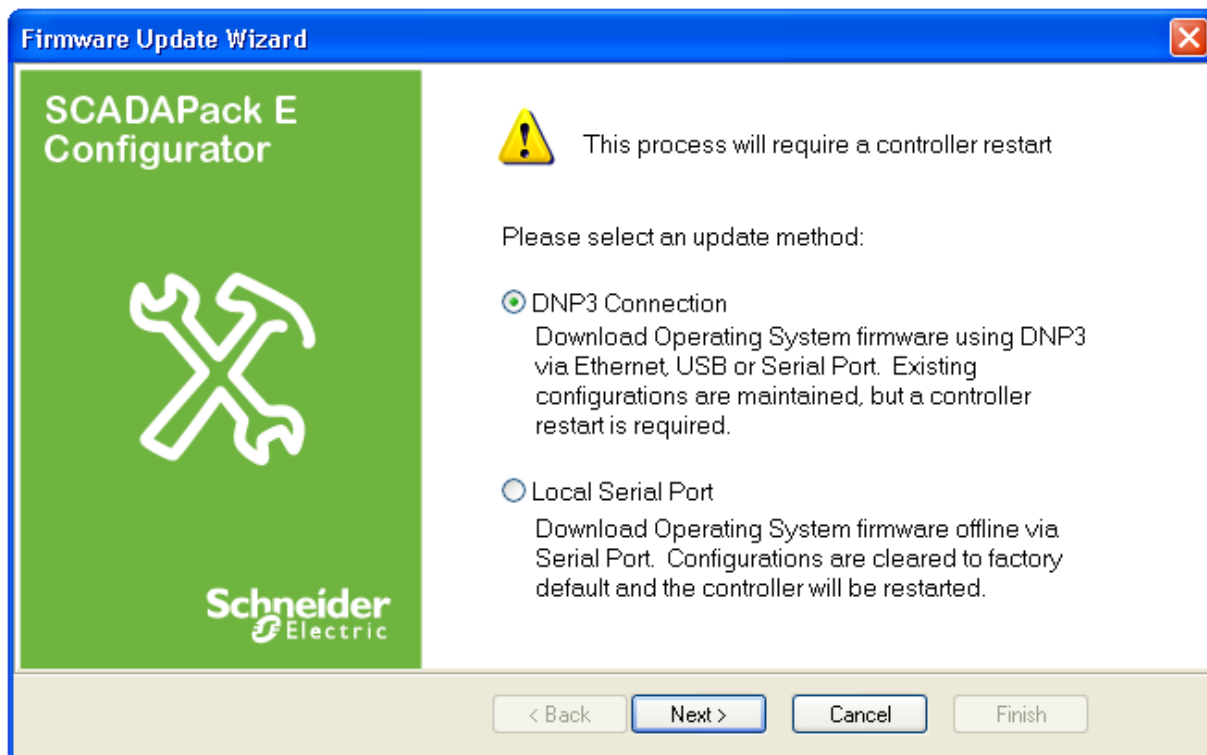 Firmware Update Wizard
SCADAPack E
Configurator
This process will require a controller restart
Please select an update method:
DNP3 Connection
Download Operating System firmware using DNP3
via Ethernet, USB or Serial Port. Existing
configurations are maintained, but a controller
restart is required.
Local Serial Port
Download Operating System firmware offline via
Serial Port. Configurations are cleared to factory
default and the controller will be restarted.
Schneider
Electric
< Back
Next >
Cancel
Finish